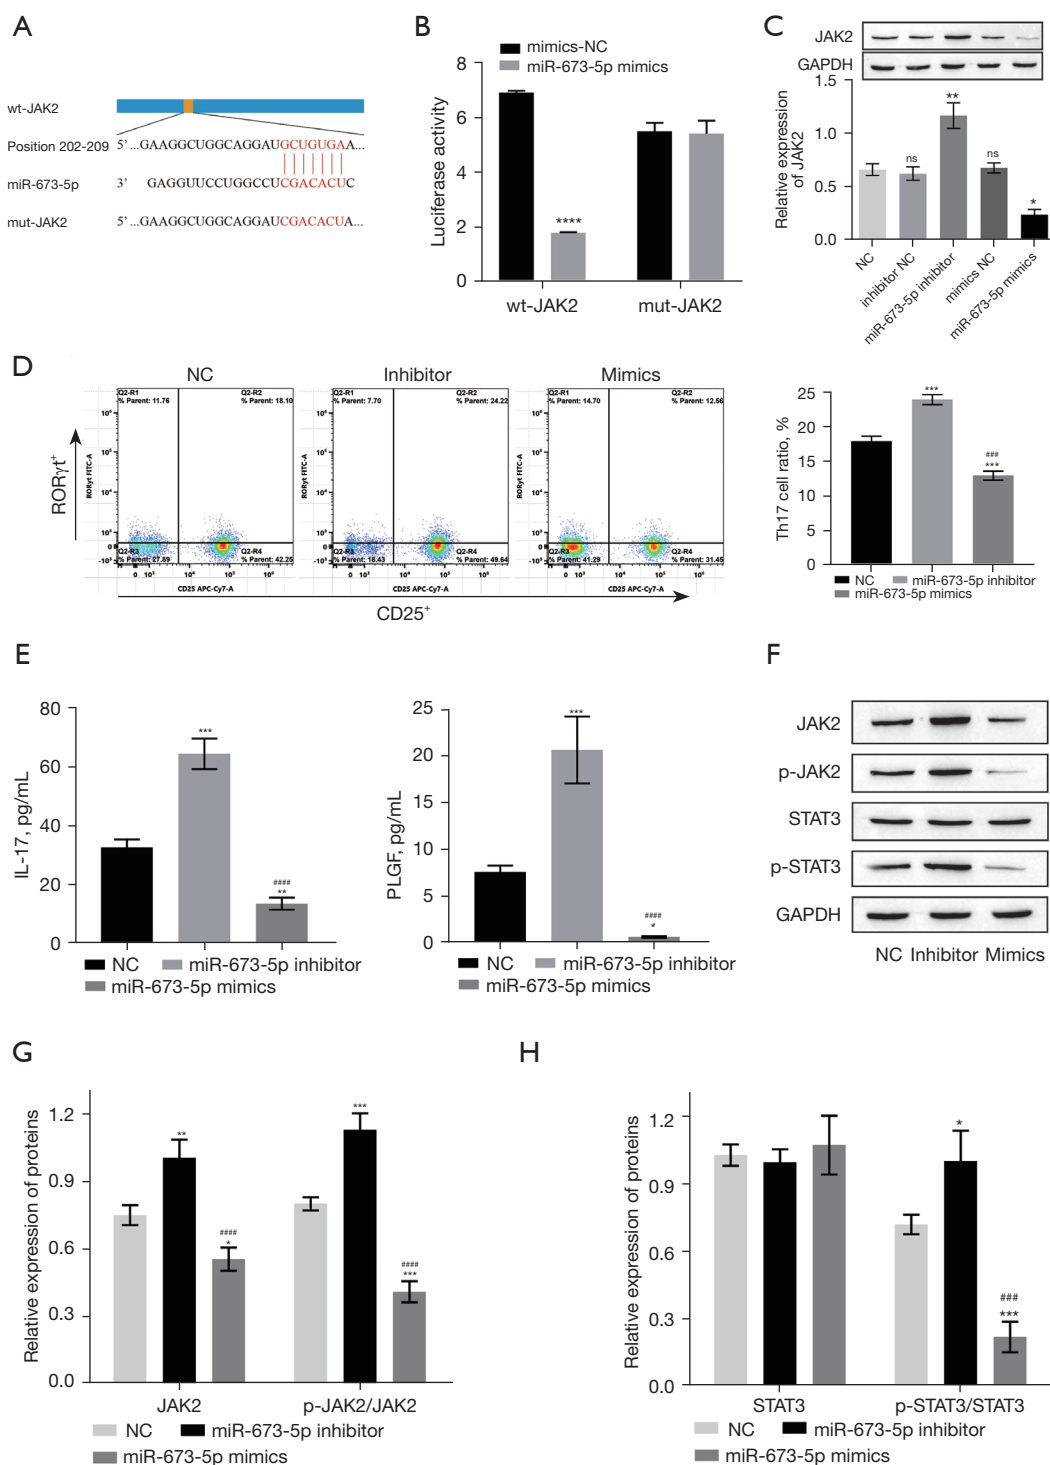 A
wt-JAK2
Position 202-209 5' ...GAAGGCUGGCAGGAUGCUGUGAA...
miR-673-5p 3' GAGGUUCCUGGCCUCGACACUC
mut-JAK2 5' ...GAAGGCUGGCAGGAUCGACACUA...
B
mimics-NC
miR-673-5p mimics
Luciferase activity
8
6
4
2
0
****
wt-JAK2 mut-JAK2
C
JAK2
GAPDH
Relative expression of JAK2
1.5
1.0
0.5
0.0
ns
**
ns
*
NC
inhibitor NC
miR-673-5p inhibitor
mimics NC
miR-673-5p mimics
D
NC Inhibitor Mimics
RORγt⁺
Q2-R1
% Parent: 11.76
Q2-R2
% Parent: 18.10
Q2-R3
% Parent: 27.89
Q2-R4
% Parent: 42.25
RORγt FITC-A
CD25 APC-Cy7-A
Q2-R1
% Parent: 7.70
Q2-R2
% Parent: 24.22
Q2-R3
% Parent: 18.43
Q2-R4
% Parent: 49.64
RORγt FITC-A
CD25 APC-Cy7-A
Q2-R1
% Parent: 14.70
Q2-R2
% Parent: 12.56
Q2-R3
% Parent: 41.29
Q2-R4
% Parent: 31.45
RORγt FITC-A
CD25 APC-Cy7-A
CD25⁺
Th17 cell ratio, %
25
20
15
10
5
0
***
###
***
NC miR-673-5p inhibitor
miR-673-5p mimics
E
IL-17, pg/mL
80
60
40
20
0
***
####
**
NC miR-673-5p inhibitor
miR-673-5p mimics
PLGF, pg/mL
25
20
15
10
5
0
***
####
*
NC miR-673-5p inhibitor
miR-673-5p mimics
F
JAK2
p-JAK2
STAT3
p-STAT3
GAPDH
NC Inhibitor Mimics
G
Relative expression of proteins
1.2
0.9
0.6
0.3
0.0
**
####
*
***
####
***
JAK2 p-JAK2/JAK2
NC miR-673-5p inhibitor
miR-673-5p mimics
H
Relative expression of proteins
1.2
0.9
0.6
0.3
0.0
*
###
***
STAT3 p-STAT3/STAT3
NC miR-673-5p inhibitor
miR-673-5p mimics